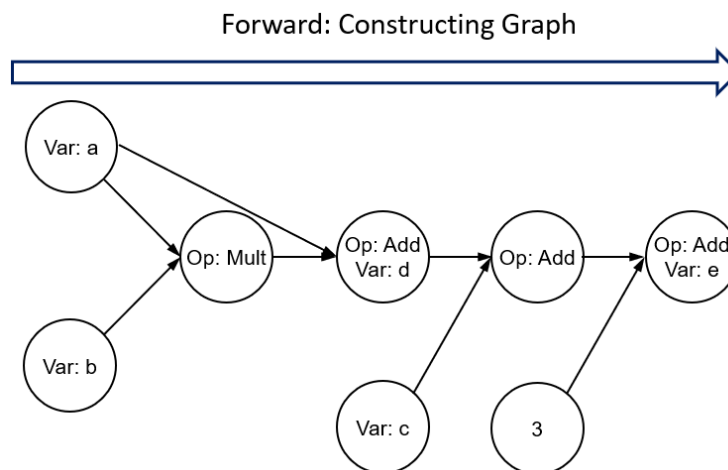 Forward: Constructing Graph
Var: a
Op: Mult
Op: Add
Var: d
Op: Add
Op: Add
Var: e
Var: b
Var: c
3